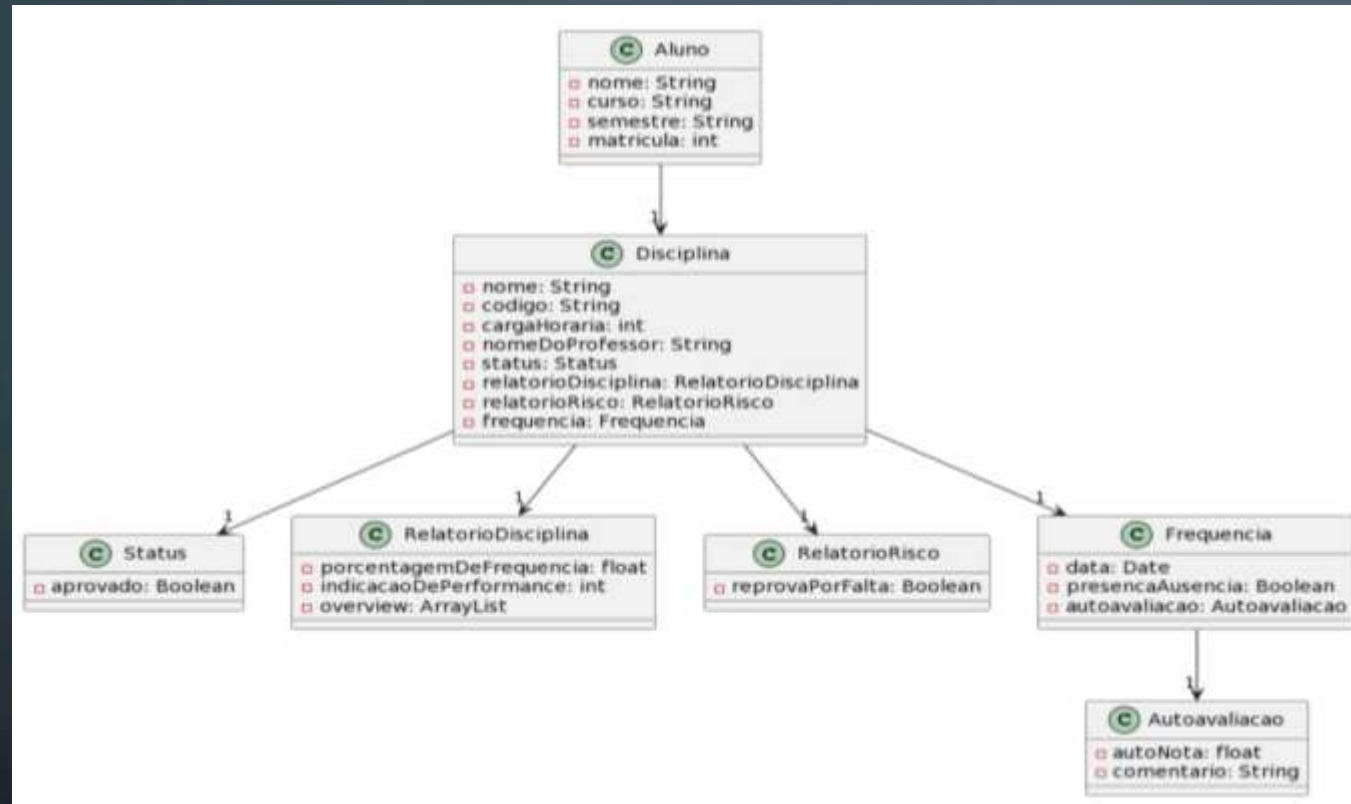 C Aluno
nome: String
curso: String
semestre: String
matricula: int
1
C Disciplina
nome: String
codigo: String
cargaHoraria: int
nomeDoProfessor: String
status: Status
relatorioDisciplina: RelatorioDisciplina
relatorioRisco: RelatorioRisco
frequencia: Frequencia
1
1
1
1
C Status
aprovado: Boolean
C RelatorioDisciplina
porcentagemDeFrequencia: float
indicacaoDePerformance: int
overview: ArrayList
C RelatorioRisco
reprovaPorFalta: Boolean
C Frequencia
data: Date
presencaAusencia: Boolean
autoavaliacao: Autoavaliacao
1
C Autoavaliacao
autoNota: float
comentario: String